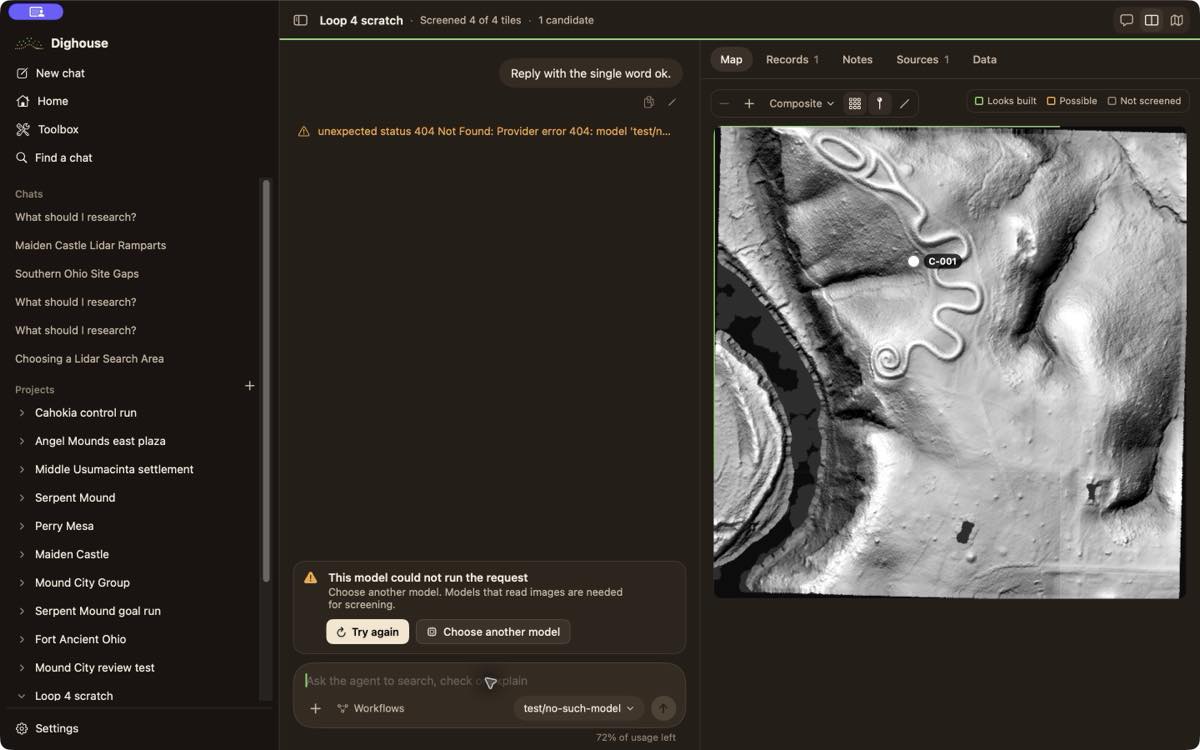 Dighouse
New chat
Home
Toolbox
Find a chat
Chats
What should I research?
Maiden Castle Lidar Ramparts
Southern Ohio Site Gaps
What should I research?
What should I research?
Choosing a Lidar Search Area
Projects
Cahokia control run
Angel Mounds east plaza
Middle Usumacinta settlement
Serpent Mound
Perry Mesa
Maiden Castle
Mound City Group
Serpent Mound goal run
Fort Ancient Ohio
Mound City review test
Loop 4 scratch
Settings
Loop 4 scratch · Screened 4 of 4 tiles · 1 candidate
Reply with the single word ok.
unexpected status 404 Not Found: Provider error 404: model 'test/n...
This model could not run the request
Choose another model. Models that read images are needed
for screening.
Try again
Choose another model
Ask the agent to search, check explain
Workflows
test/no-such-model
72% of usage left
Map
Records 1
Notes
Sources 1
Data
Composite
Looks built
Possible
Not screened
C-001